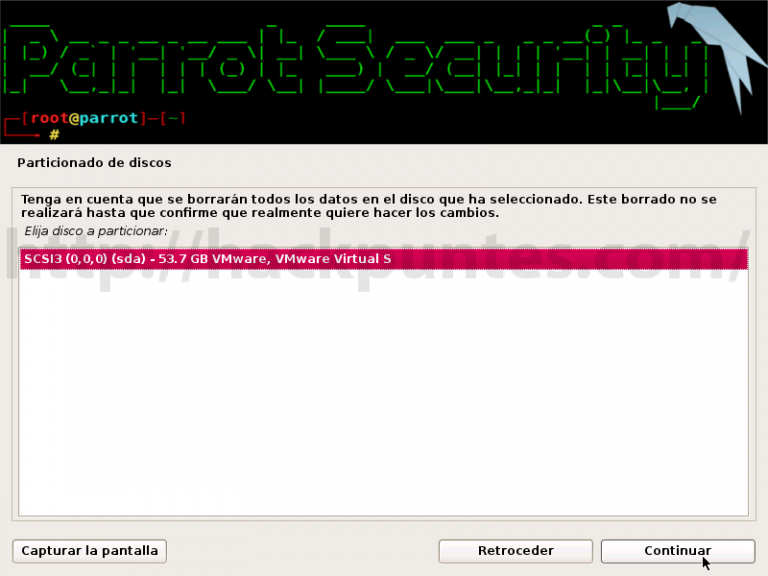 Parrot Security
[root@parrot]─[~]
#
Particionado de discos
Tenga en cuenta que se borrarán todos los datos en el disco que ha seleccionado. Este borrado no se
realizará hasta que confirme que realmente quiere hacer los cambios.
Elija disco a particionar:
http://hackpuntes.com/
SCSI3 (0,0,0) (sda) - 53.7 GB VMware, VMware Virtual S
Capturar la pantalla
Retroceder
Continuar